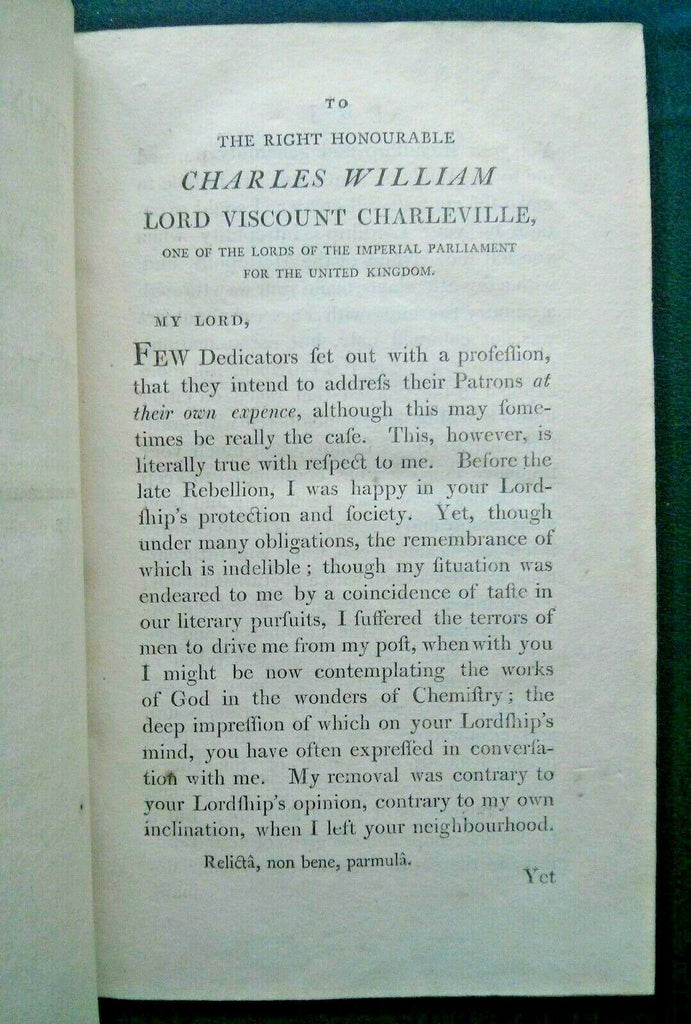 TO
THE RIGHT HONOURABLE
CHARLES WILLIAM
LORD VISCOUNT CHARLEVILLE,
ONE OF THE LORDS OF THE IMPERIAL PARLIAMENT
FOR THE UNITED KINGDOM.
MY LORD,
FEW Dedicators ſet out with a profeſſion,
that they intend to addreſs their Patrons at
their own expence, although this may ſome-
times be really the caſe. This, however, is
literally true with reſpect to me. Before the
late Rebellion, I was happy in your Lord-
ſhip's protection and ſociety. Yet, though
under many obligations, the remembrance of
which is indelible; though my ſituation was
endeared to me by a coincidence of taſte in
our literary purſuits, I ſuffered the terrors of
men to drive me from my poſt, when with you
I might be now contemplating the works
of God in the wonders of Chemiſtry; the
deep impreſſion of which on your Lordſhip's
mind, you have often expreſſed in converſa-
tion with me. My removal was contrary to
your Lordſhip's opinion, contrary to my own
inclination, when I left your neighbourhood.
Relictâ, non bene, parmulâ.
Yet